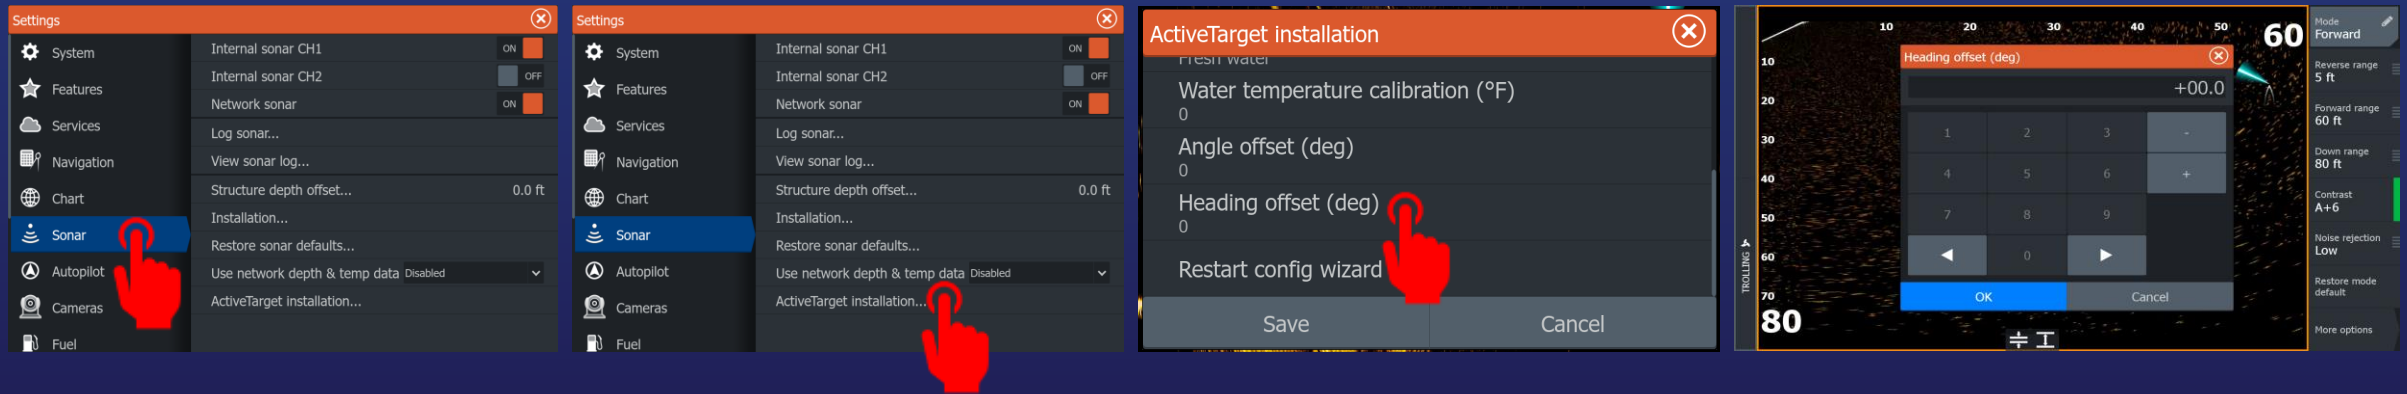 Settings
System
Features
Services
Navigation
Chart
Sonar
Autopilot
Cameras
Fuel
Internal sonar CH1 ON
Internal sonar CH2 OFF
Network sonar ON
Log sonar...
View sonar log...
Structure depth offset... 0.0 ft
Installation...
Restore sonar defaults...
Use network depth & temp data Disabled
ActiveTarget installation...
Settings
System
Features
Services
Navigation
Chart
Sonar
Autopilot
Cameras
Fuel
Internal sonar CH1 ON
Internal sonar CH2 OFF
Network sonar ON
Log sonar...
View sonar log...
Structure depth offset... 0.0 ft
Installation...
Restore sonar defaults...
Use network depth & temp data Disabled
ActiveTarget installation...
ActiveTarget installation
Fresh water
Water temperature calibration (°F)
0
Angle offset (deg)
0
Heading offset (deg)
0
Restart config wizard
Save Cancel
TROLLING
10 20 30 40 50 60
10
20
30
40
50
60
70
80
Heading offset (deg)
+00.0
1 2 3 -
4 5 6 +
7 8 9
0
OK Cancel
Mode
Forward
Reverse range
5 ft
Forward range
60 ft
Down range
80 ft
Contrast
A+6
Noise rejection
Low
Restore mode
default
More options